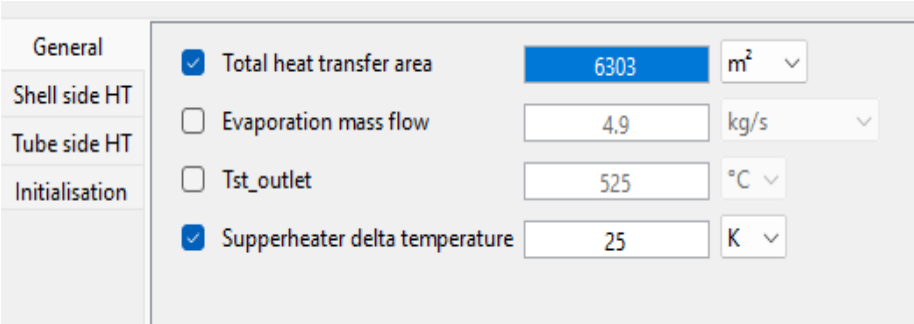 General
Shell side HT
Tube side HT
Initialisation
Total heat transfer area 6303 m²
Evaporation mass flow 4.9 kg/s
Tst_outlet 525 °C
Supperheater delta temperature 25 K